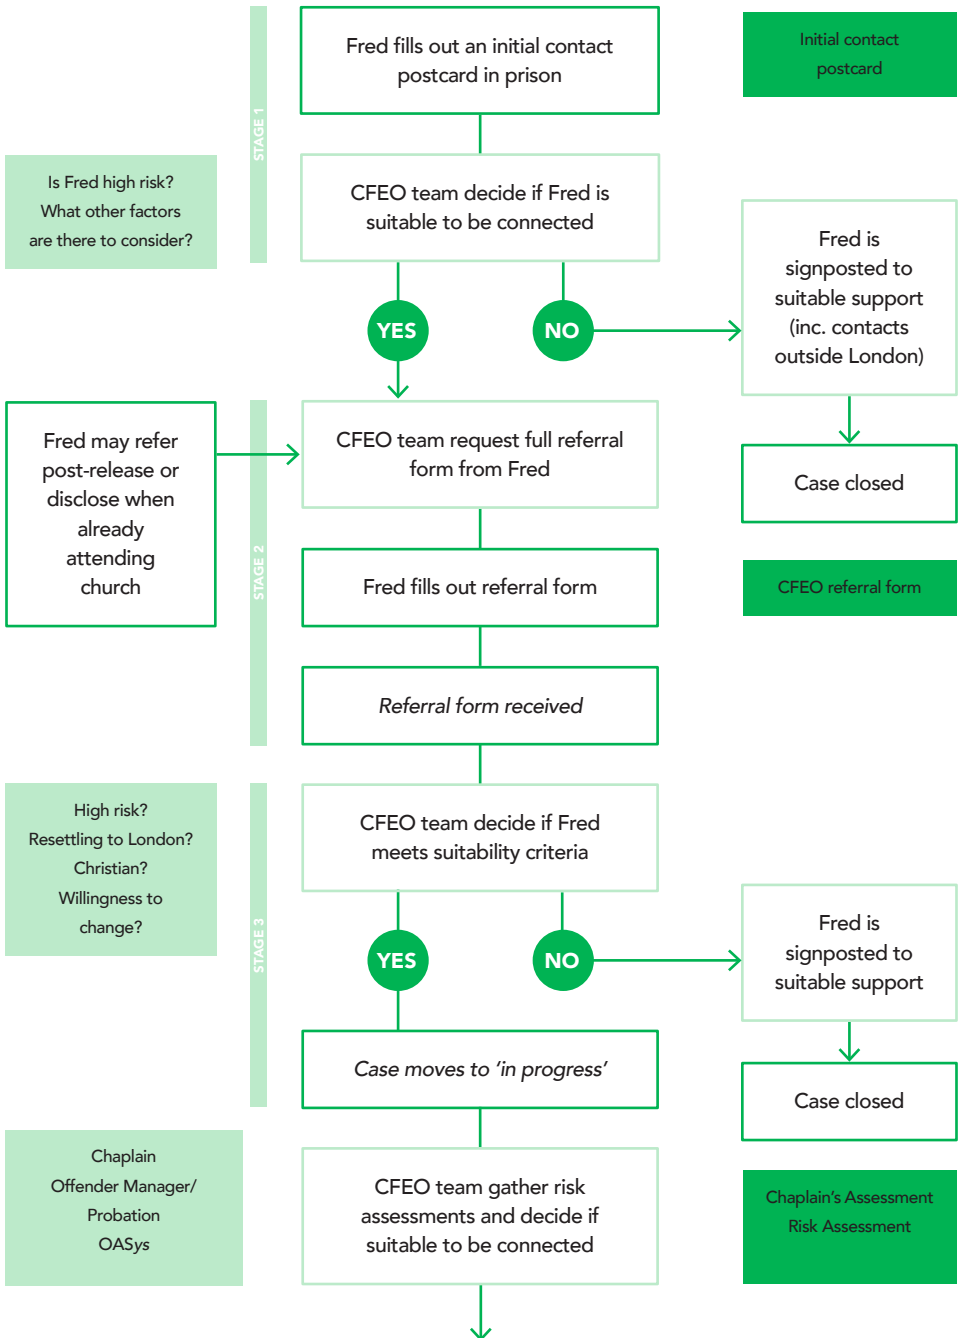 Fred fills out an initial contact
postcard in prison
Initial contact
postcard
STAGE 1
Is Fred high risk?
What other factors
are there to consider?
CFEO team decide if Fred is
suitable to be connected
Fred is
signposted to
suitable support
(inc. contacts
outside London)
YES
NO
Fred may refer
post-release or
disclose when
already
attending
church
CFEO team request full referral
form from Fred
Case closed
STAGE 2
Fred fills out referral form
CFEO referral form
Referral form received
High risk?
Resettling to London?
Christian?
Willingness to
change?
CFEO team decide if Fred
meets suitability criteria
STAGE 3
YES
NO
Fred is
signposted to
suitable support
Case moves to 'in progress'
Case closed
Chaplain
Offender Manager/
Probation
OASys
CFEO team gather risk
assessments and decide if
suitable to be connected
Chaplain's Assessment
Risk Assessment